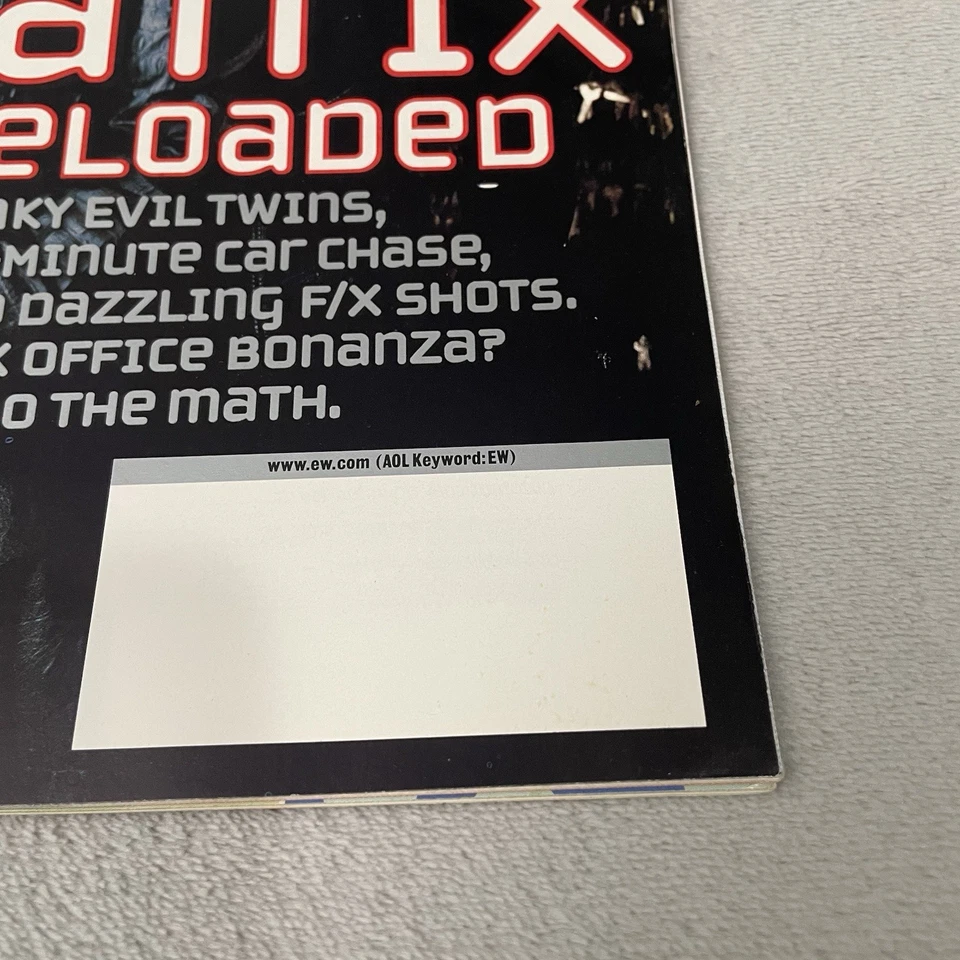 atrix
eLoaDeD
NKY EVIL TWINS,
-MINUTE Car CHase,
DaZZLING F/X SHOTS.
X OFFICE Bonanza?
O THe maTH.
www.ew.com (AOL Keyword:EW)